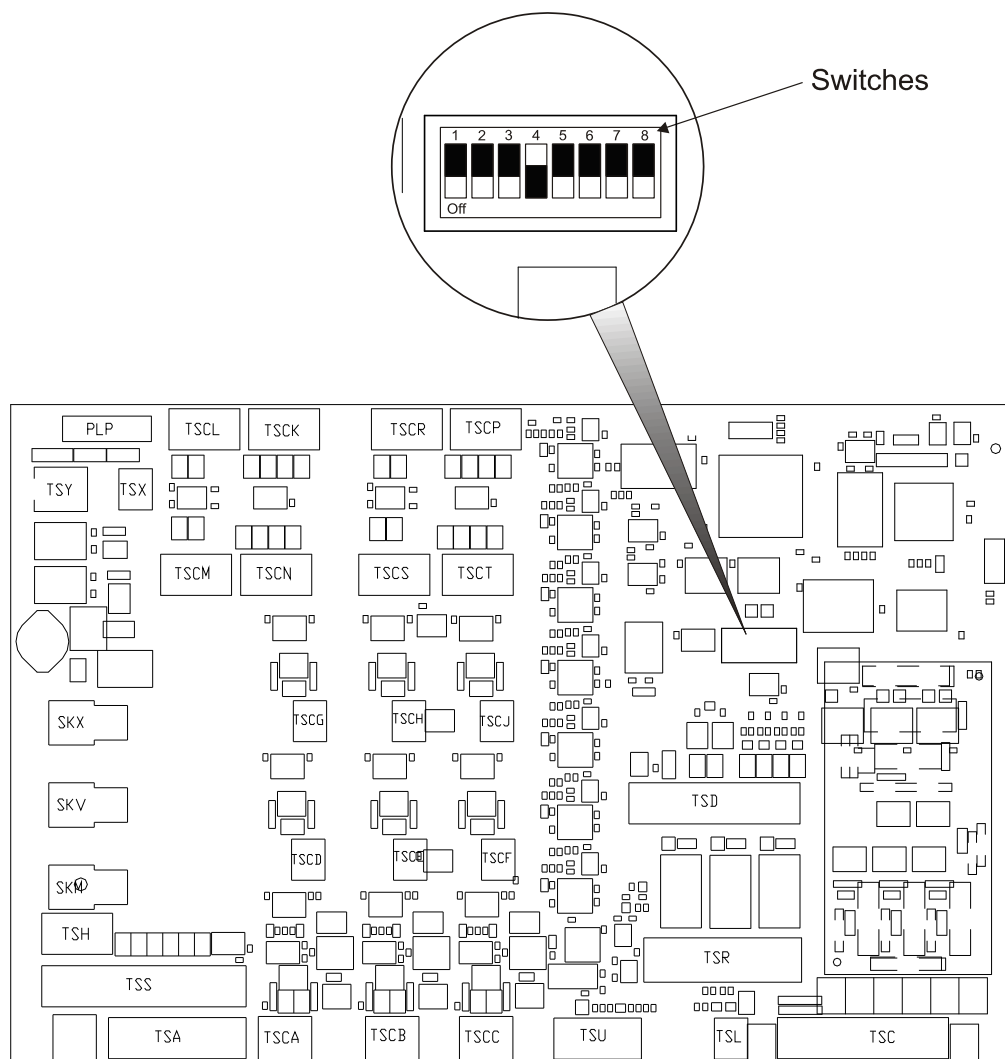 Switches
1 2 3 4 5 6 7 8
Off
PLP TSCL TSCK TSCR TSCP
TSY TSX
TSCM TSCN TSCS TSCT
SKX TSCG TSCH TSCJ
SKV TSD
TSCD TSCE TSCF
SKM
TSH TSR
TSS
TSA TSCA TSCB TSCC TSU TSL TSC